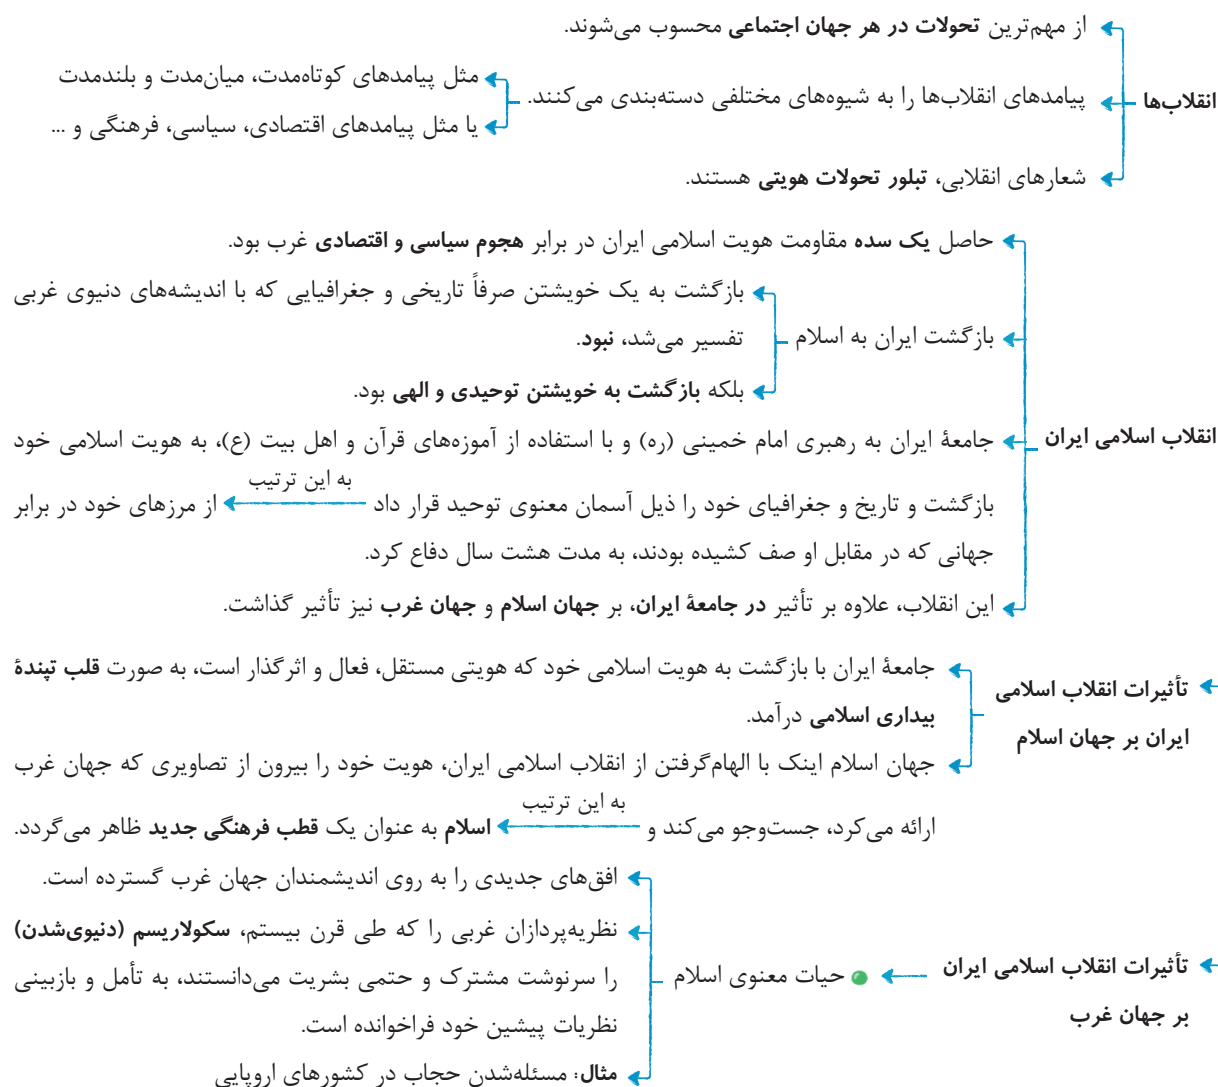 انقلاب‌ها
از مهم‌ترین تحولات در هر جهان اجتماعی محسوب می‌شوند.
پیامدهای انقلاب‌ها را به شیوه‌های مختلفی دسته‌بندی می‌کنند.
مثل پیامدهای کوتاه‌مدت، میان‌مدت و بلندمدت
یا مثل پیامدهای اقتصادی، سیاسی، فرهنگی و ...
شعارهای انقلابی، تبلور تحولات هویتی هستند.
انقلاب اسلامی ایران
حاصل یک سده مقاومت هویت اسلامی ایران در برابر هجوم سیاسی و اقتصادی غرب بود.
بازگشت ایران به اسلام
بازگشت به یک خویشتن صرفاً تاریخی و جغرافیایی که با اندیشه‌های دنیوی غربی
تفسیر می‌شد، نبود.
بلکه بازگشت به خویشتن توحیدی و الهی بود.
جامعۀ ایران به رهبری امام خمینی (ره) و با استفاده از آموزه‌های قرآن و اهل بیت (ع)، به هویت اسلامی خود
بازگشت و تاریخ و جغرافیای خود را ذیل آسمان معنوی توحید قرار داد به این ترتیب از مرزهای خود در برابر
جهانی که در مقابل او صف کشیده بودند، به مدت هشت سال دفاع کرد.
این انقلاب، علاوه بر تأثیر در جامعۀ ایران، بر جهان اسلام و جهان غرب نیز تأثیر گذاشت.
تأثیرات انقلاب اسلامی
ایران بر جهان اسلام
جامعۀ ایران با بازگشت به هویت اسلامی خود که هویتی مستقل، فعال و اثرگذار است، به صورت قلب تپندۀ
بیداری اسلامی درآمد.
جهان اسلام اینک با الهام‌گرفتن از انقلاب اسلامی ایران، هویت خود را بیرون از تصاویری که جهان غرب
ارائه می‌کرد، جست‌وجو می‌کند و به این ترتیب اسلام به عنوان یک قطب فرهنگی جدید ظاهر می‌گردد.
تأثیرات انقلاب اسلامی ایران
بر جهان غرب
حیات معنوی اسلام
افق‌های جدیدی را به روی اندیشمندان جهان غرب گسترده است.
نظریه‌پردازان غربی را که طی قرن بیستم، سکولاریسم (دنیوی‌شدن)
را سرنوشت مشترک و حتمی بشریت می‌دانستند، به تأمل و بازبینی
نظریات پیشین خود فراخوانده است.
مثال: مسئله‌شدن حجاب در کشورهای اروپایی